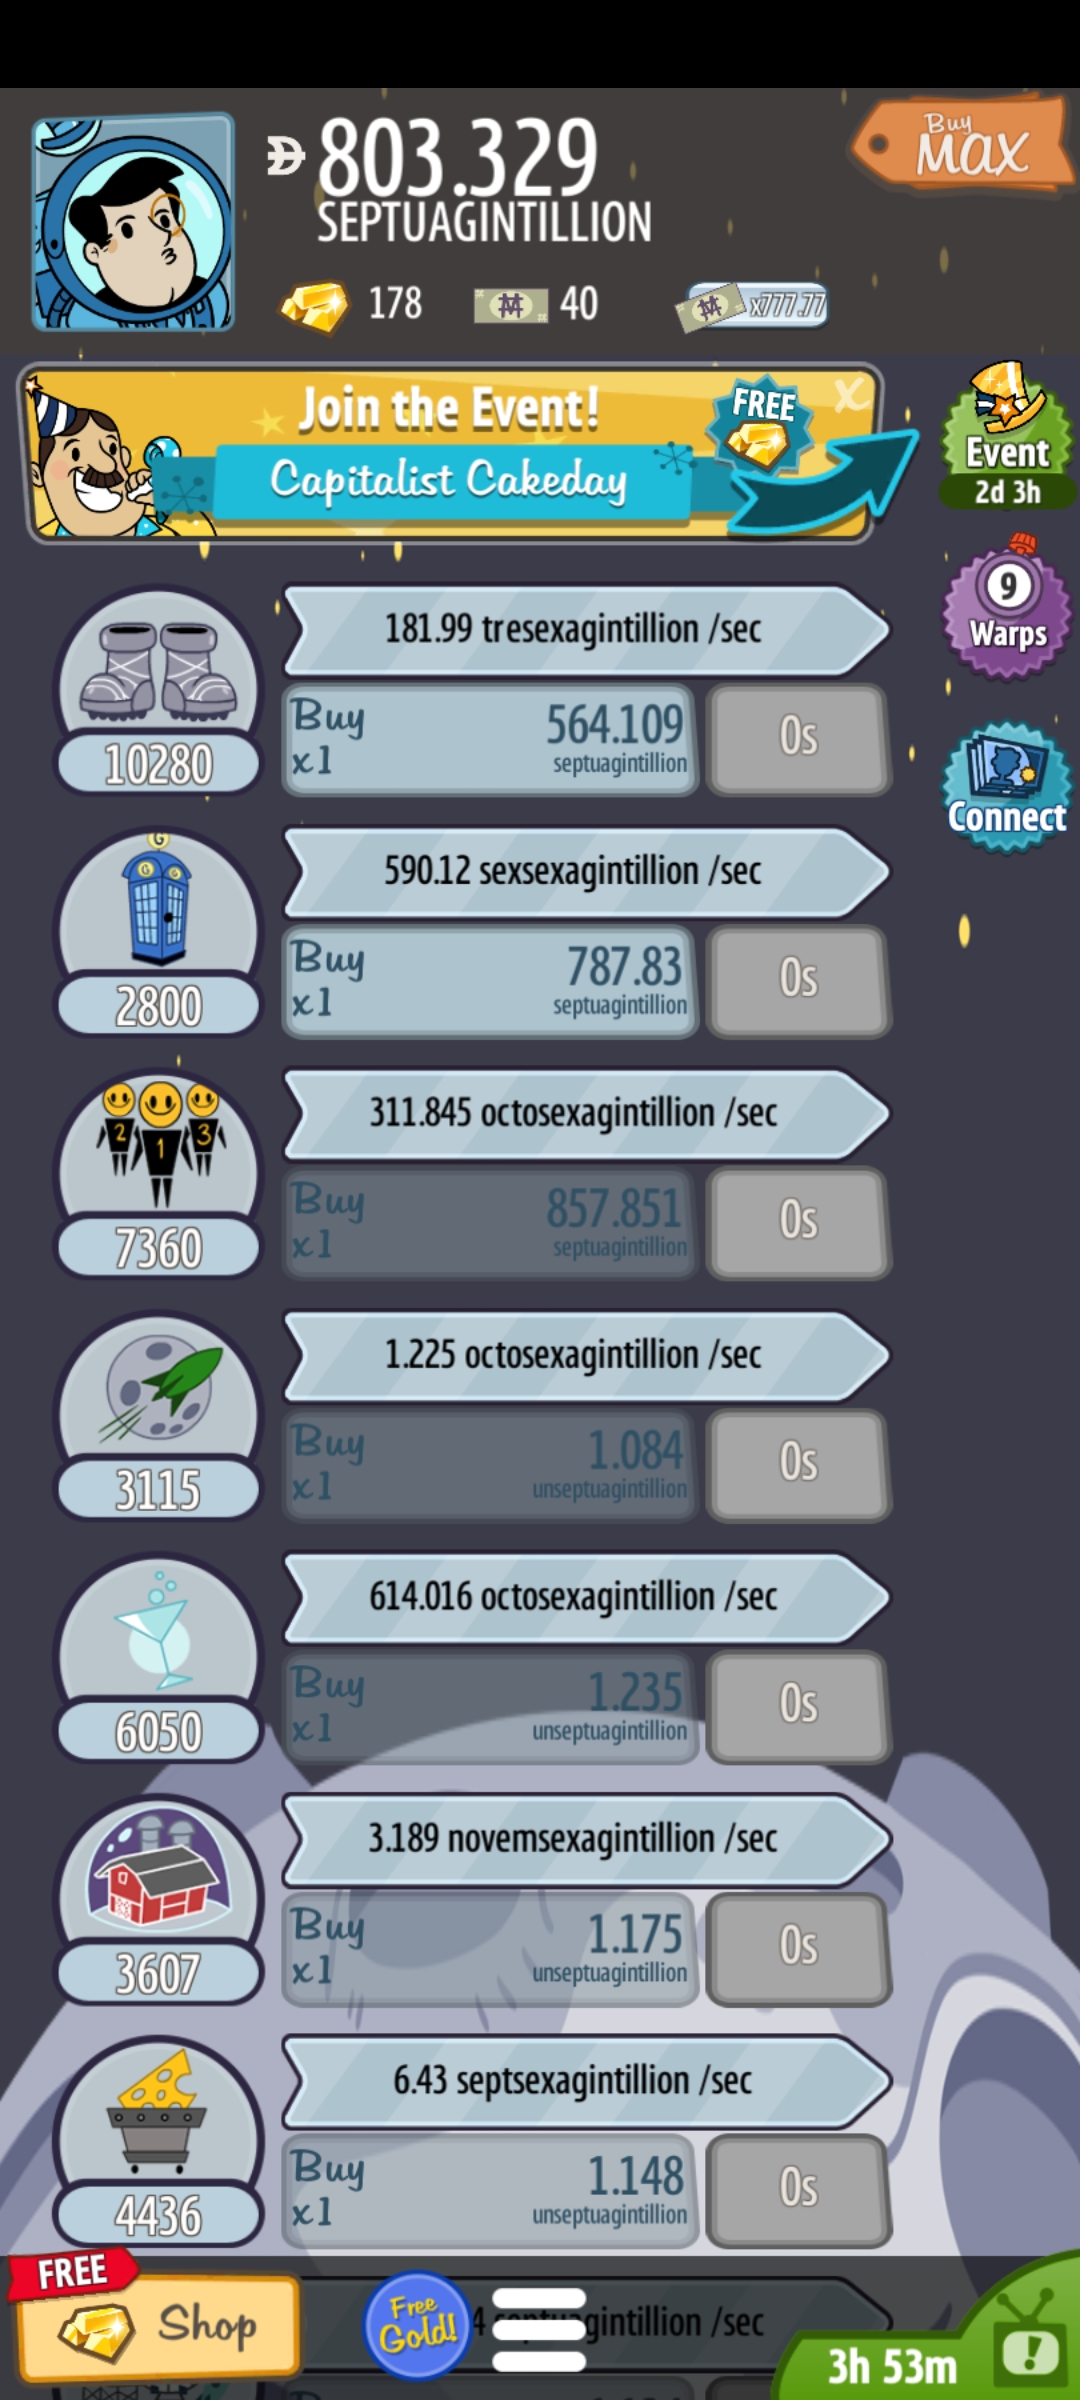 803.329
SEPTUAGINTILLION
Buy
MAX
178
40
x777.77
Join the Event!
FREE
X
Capitalist Cakeday
Event
2d 3h
9
Warps
Connect
181.99 tresexagintillion /sec
Buy
x1
564.109
septuagintillion
0s
10280
G
G G
590.12 sexsexagintillion /sec
Buy
x1
787.83
septuagintillion
0s
2800
2 1 3
311.845 octosexagintillion /sec
Buy
x1
857.851
septuagintillion
0s
7360
1.225 octosexagintillion /sec
Buy
x1
1.084
unseptuagintillion
0s
3115
614.016 octosexagintillion /sec
Buy
x1
1.235
unseptuagintillion
0s
6050
3.189 novemsexagintillion /sec
Buy
x1
1.175
unseptuagintillion
0s
3607
6.43 septsexagintillion /sec
Buy
x1
1.148
unseptuagintillion
0s
4436
FREE
Shop
Free
Gold!
4 septuagintillion /sec
3h 53m
!